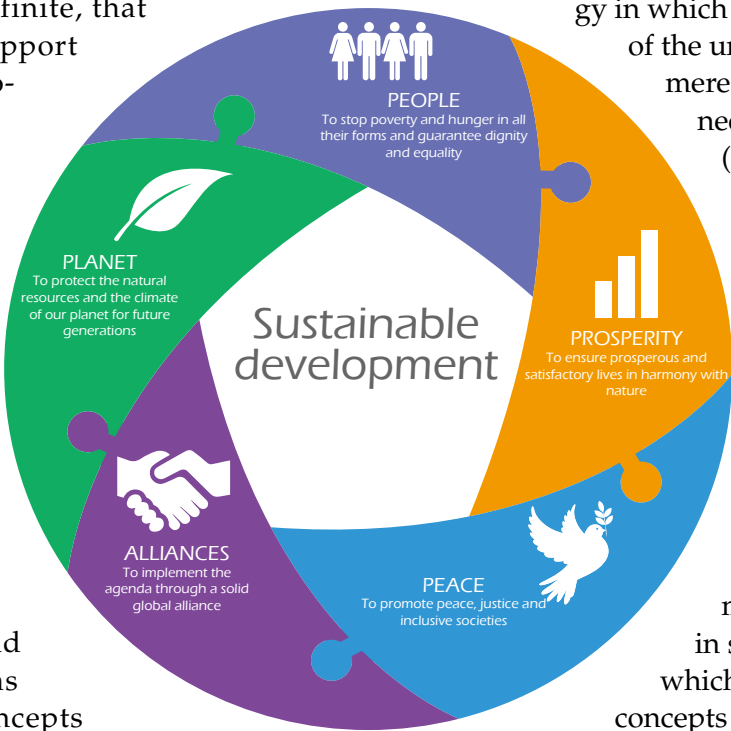 finite, that
pport
gy in which
of the
PEOPLE
To stop poverty and hunger in all
their forms and guarantee dignity
and equality
PLANET
To protect the natural
resources and the climate
of our planet for future
generations
Sustainable
development
PROSPERITY
To ensure prosperous and
satisfactory lives in harmony with
nature
ALLIANCES
To implement the
agenda through a solid
global alliance
PEACE
To promote peace, justice and
inclusive societies
ncepts
in s
which
concepts